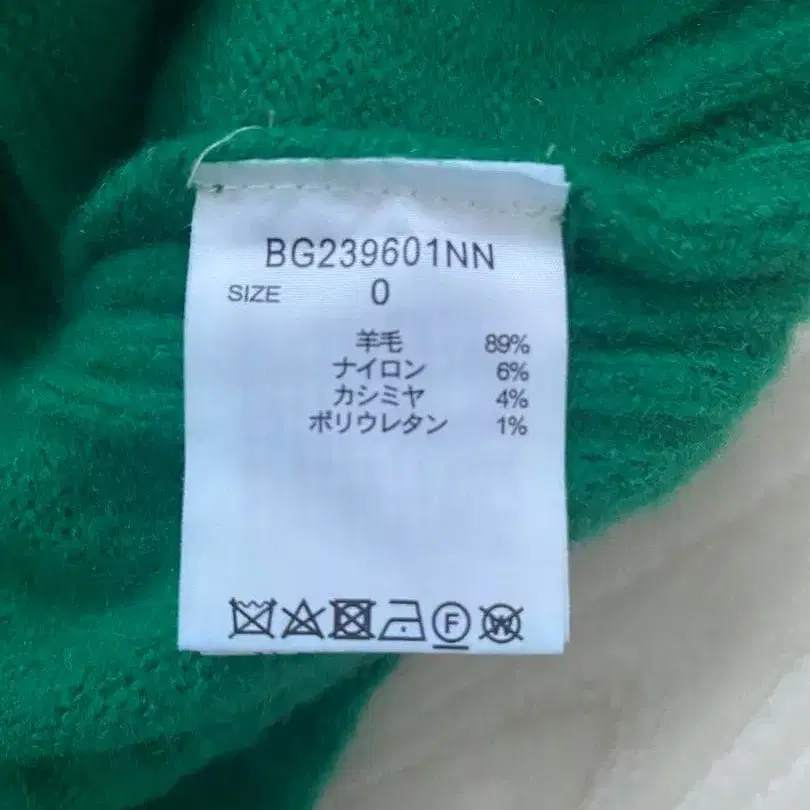 BG239601NN
SIZE 0
羊毛 89%
ナイロン 6%
カシミヤ 4%
ポリウレタン 1%
F W